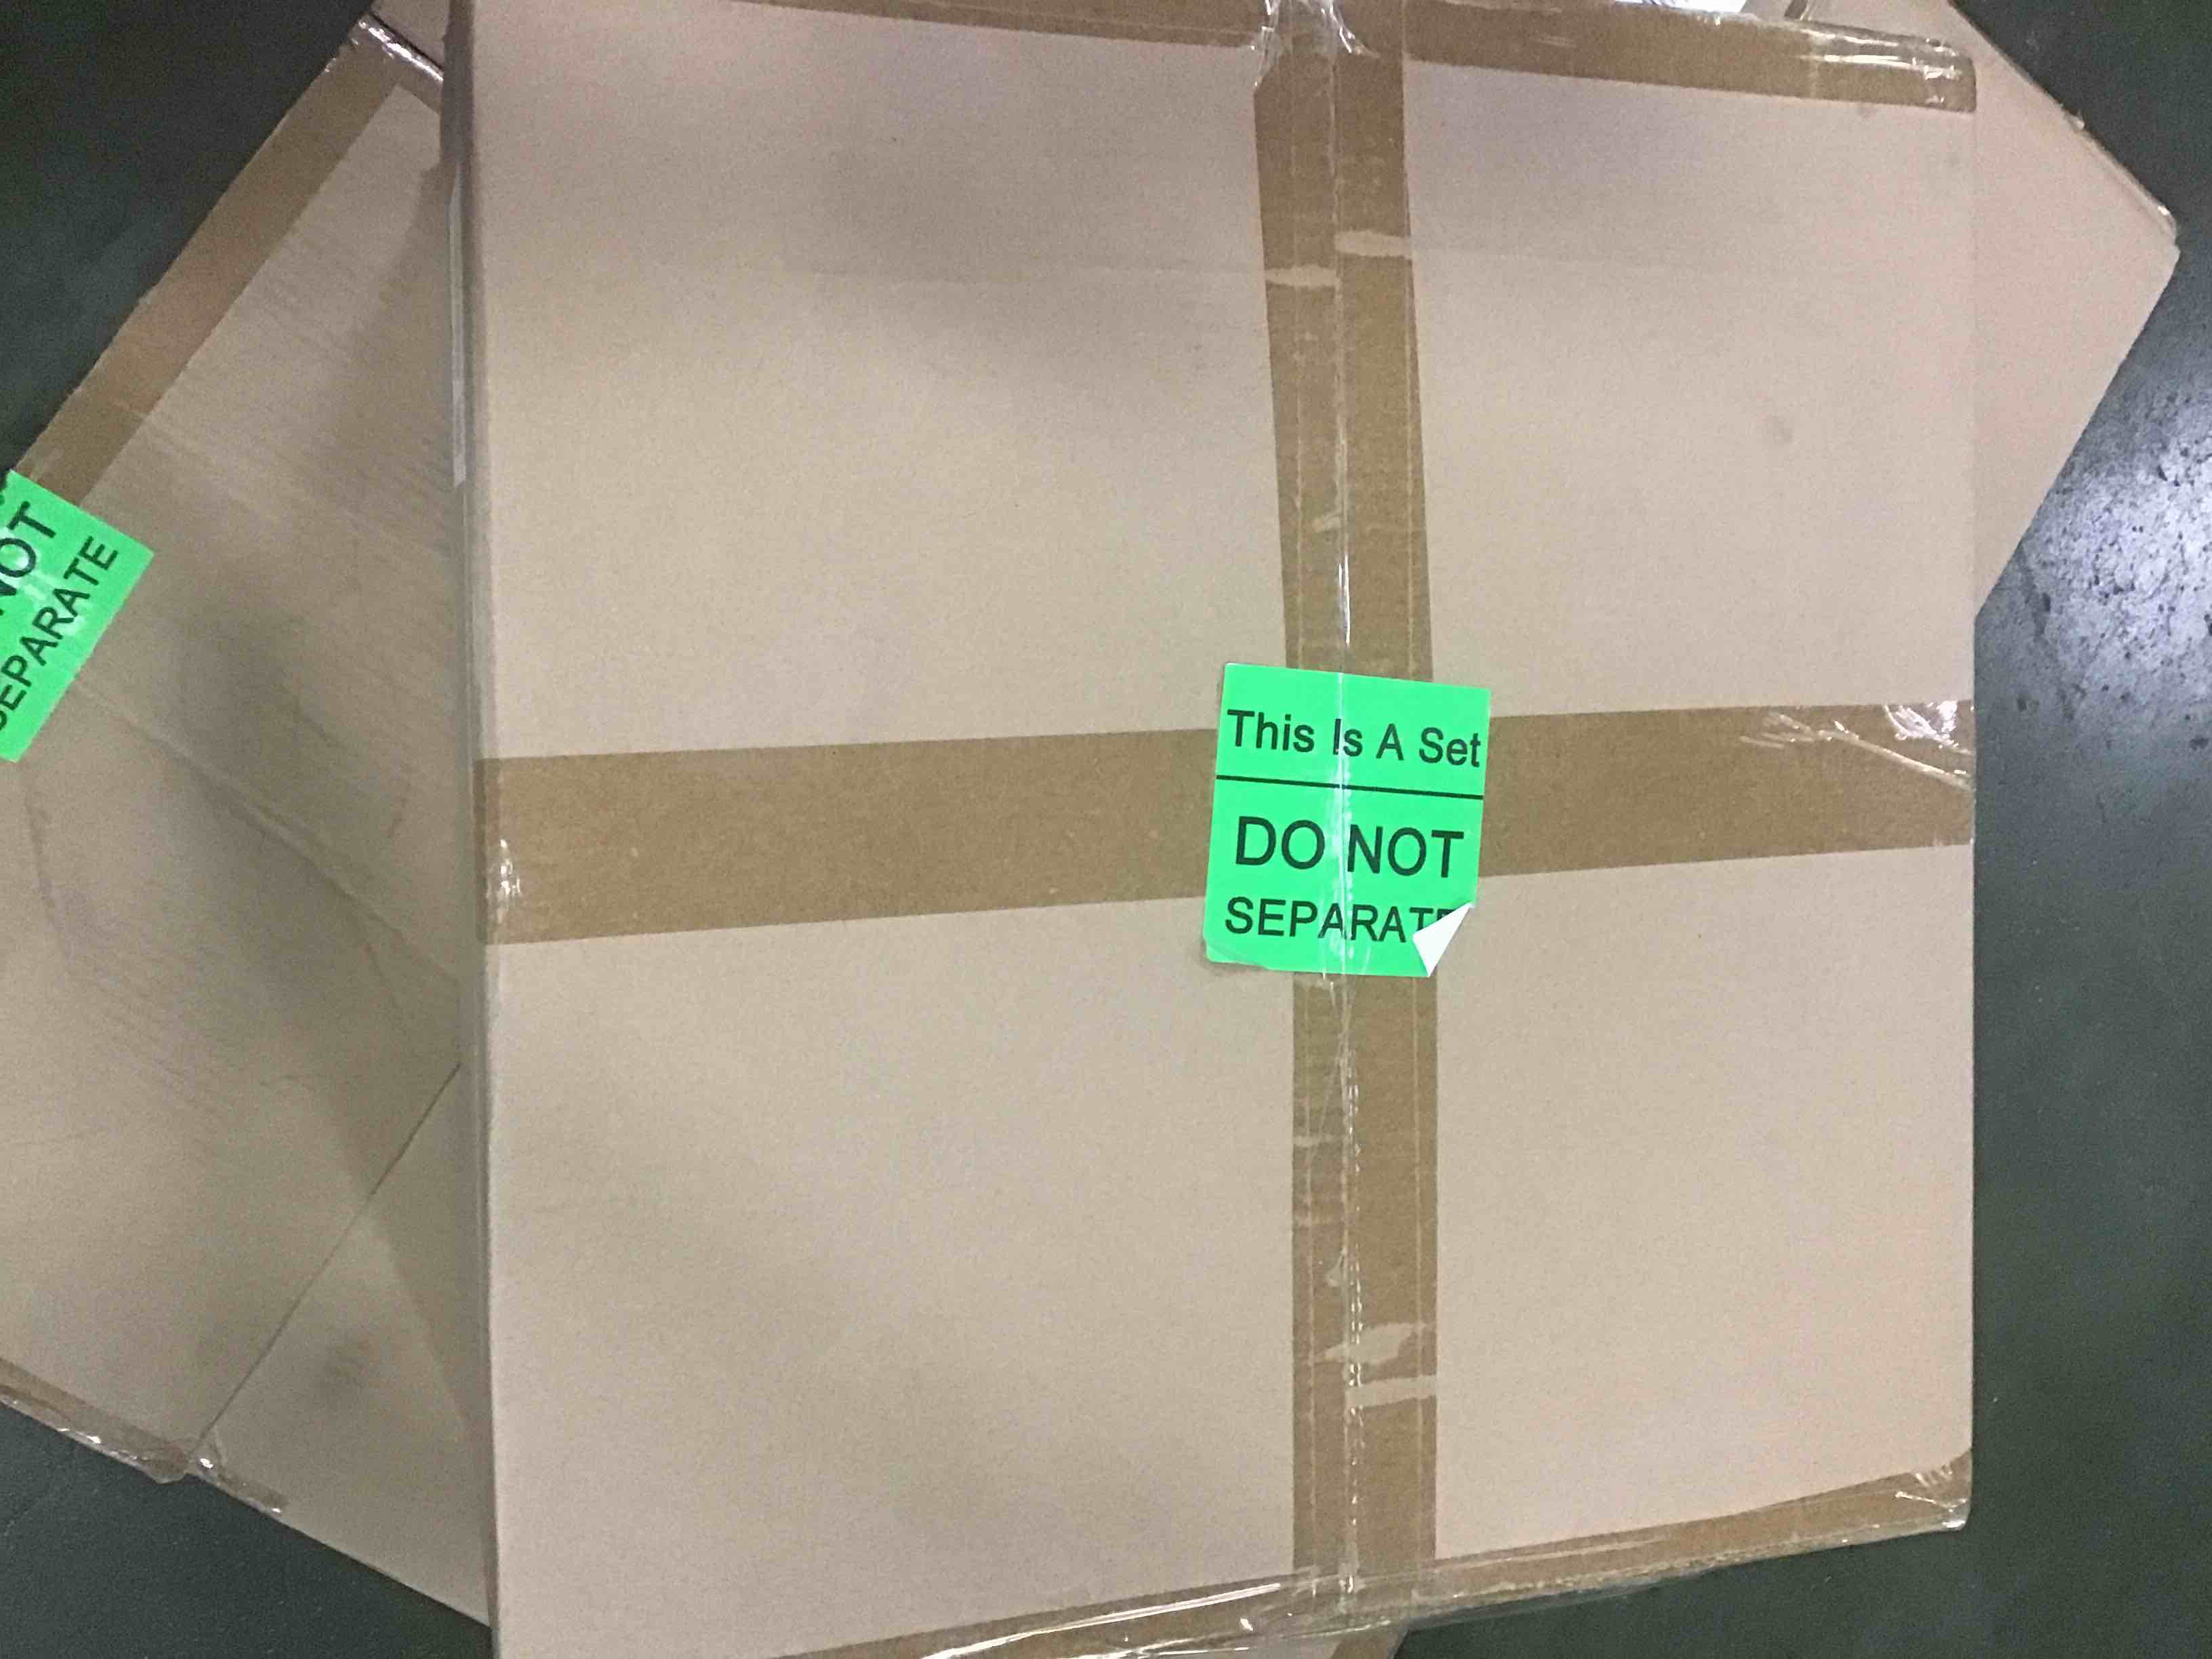 This Is A Set
DO NOT
SEPARATE
NOT
SEPARATE